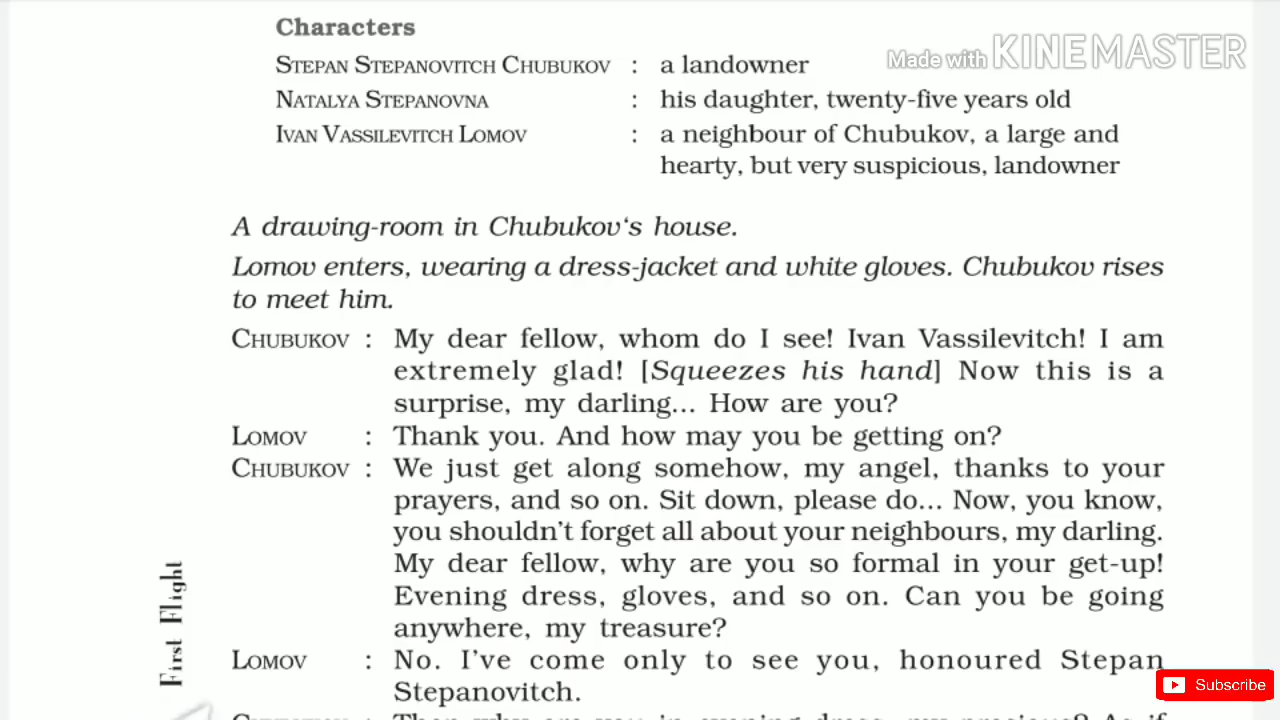 Characters
Made with KINEMASTER
STEPAN STEPANOVITCH CHUBUKOV : a landowner
NATALYA STEPANOVNA : his daughter, twenty-five years old
IVAN VASSILEVITCH LOMOV : a neighbour of Chubukov, a large and
hearty, but very suspicious, landowner
A drawing-room in Chubukov‘s house.
Lomov enters, wearing a dress-jacket and white gloves. Chubukov rises
to meet him.
CHUBUKOV : My dear fellow, whom do I see! Ivan Vassilevitch! I am
extremely glad! [Squeezes his hand] Now this is a
surprise, my darling... How are you?
LOMOV : Thank you. And how may you be getting on?
CHUBUKOV : We just get along somehow, my angel, thanks to your
prayers, and so on. Sit down, please do... Now, you know,
you shouldn’t forget all about your neighbours, my darling.
My dear fellow, why are you so formal in your get-up!
Evening dress, gloves, and so on. Can you be going
anywhere, my treasure?
LOMOV : No. I’ve come only to see you, honoured Stepan
Stepanovitch.
First Flight
Subscribe